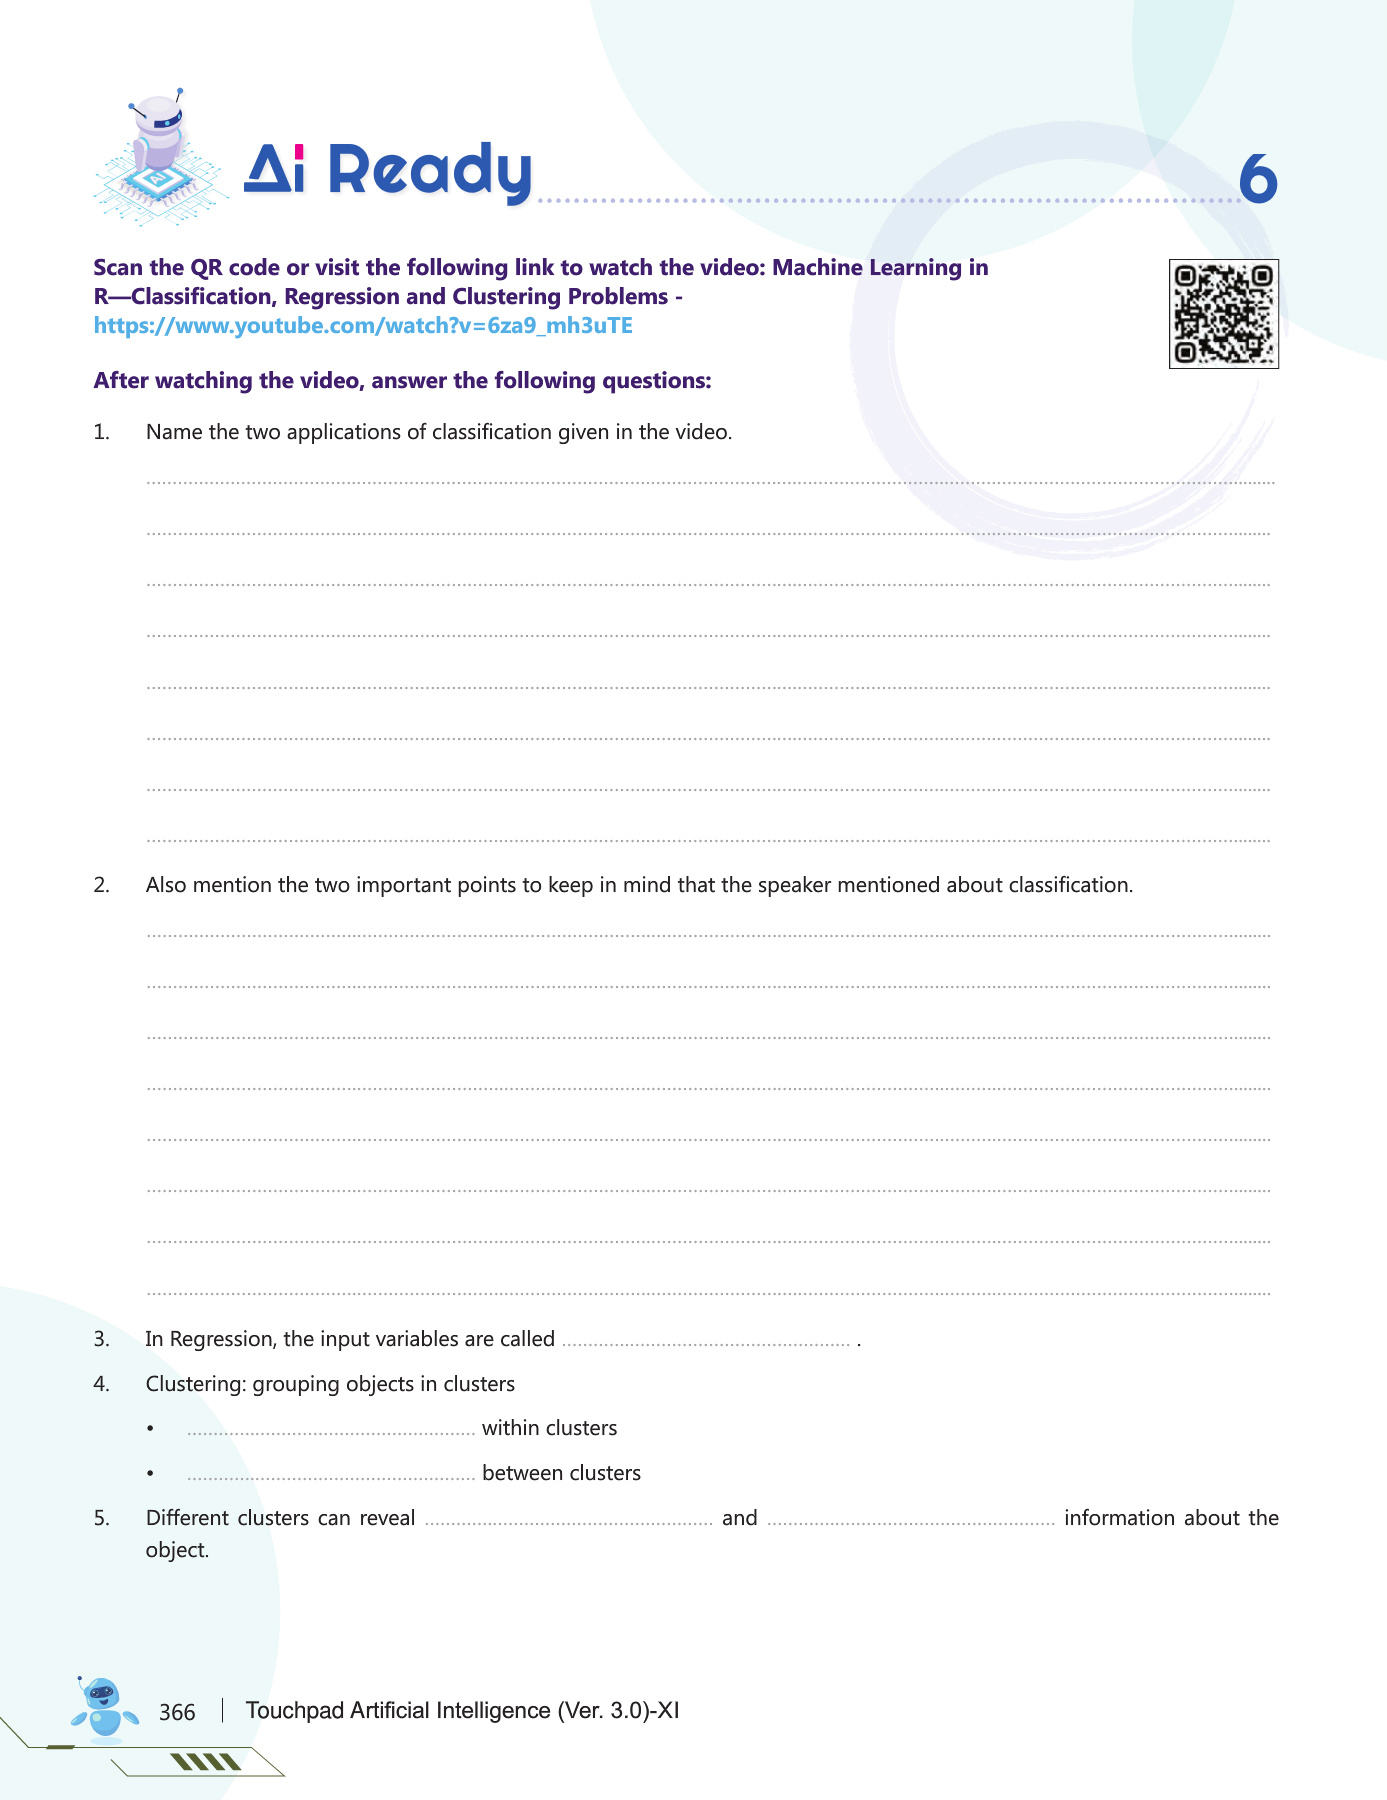 Ai Ready
6
Scan the QR code or visit the following link to watch the video: Machine Learning in
R—Classification, Regression and Clustering Problems -
https://www.youtube.com/watch?v=6za9_mh3uTE
After watching the video, answer the following questions:
1. Name the two applications of classification given in the video.
2. Also mention the two important points to keep in mind that the speaker mentioned about classification.
3. In Regression, the input variables are called .................................................. .
4. Clustering: grouping objects in clusters
• .................................................. within clusters
• .................................................. between clusters
5. Different clusters can reveal .................................................. and .................................................. information about the
object.
366 | Touchpad Artificial Intelligence (Ver. 3.0)-XI